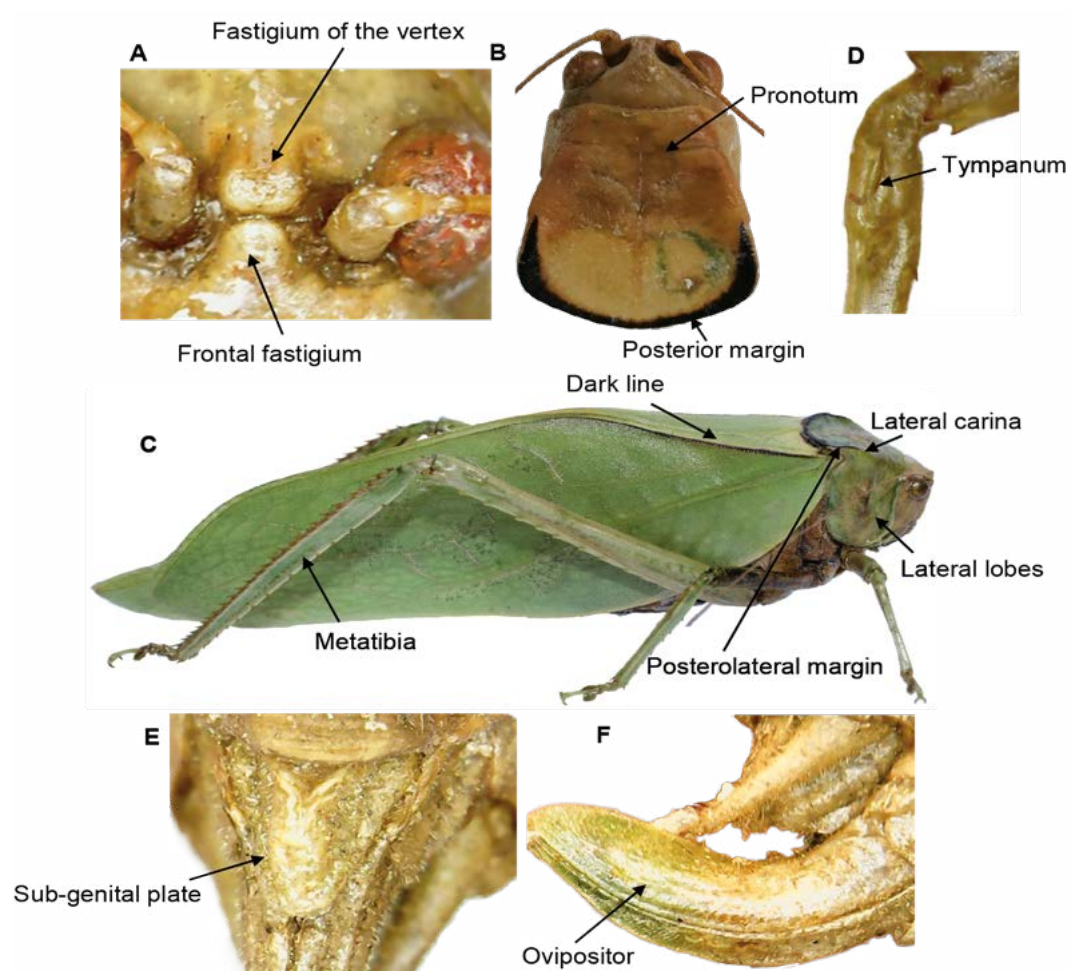 Fastigium of the vertex
A
B
D
Pronotum
Tympanum
Frontal fastigium
Posterior margin
Dark line
C
Lateral carina
Lateral lobes
Metatibia
Posterolateral margin
E
F
Sub-genital plate
Ovipositor